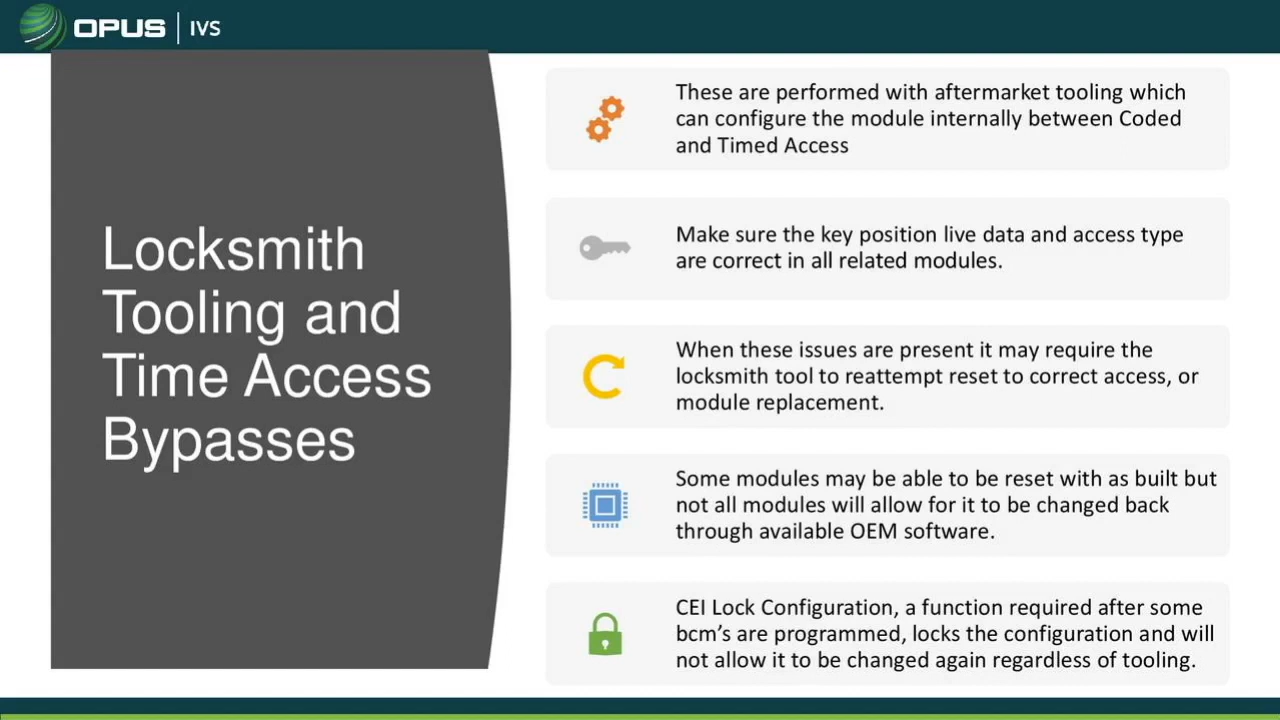 OPUS | IVS
Locksmith
Tooling and
Time Access
Bypasses
These are performed with aftermarket tooling which
can configure the module internally between Coded
and Timed Access
Make sure the key position live data and access type
are correct in all related modules.
When these issues are present it may require the
locksmith tool to reattempt reset to correct access, or
module replacement.
Some modules may be able to be reset with as built but
not all modules will allow for it to be changed back
through available OEM software.
CEI Lock Configuration, a function required after some
bcm’s are programmed, locks the configuration and will
not allow it to be changed again regardless of tooling.